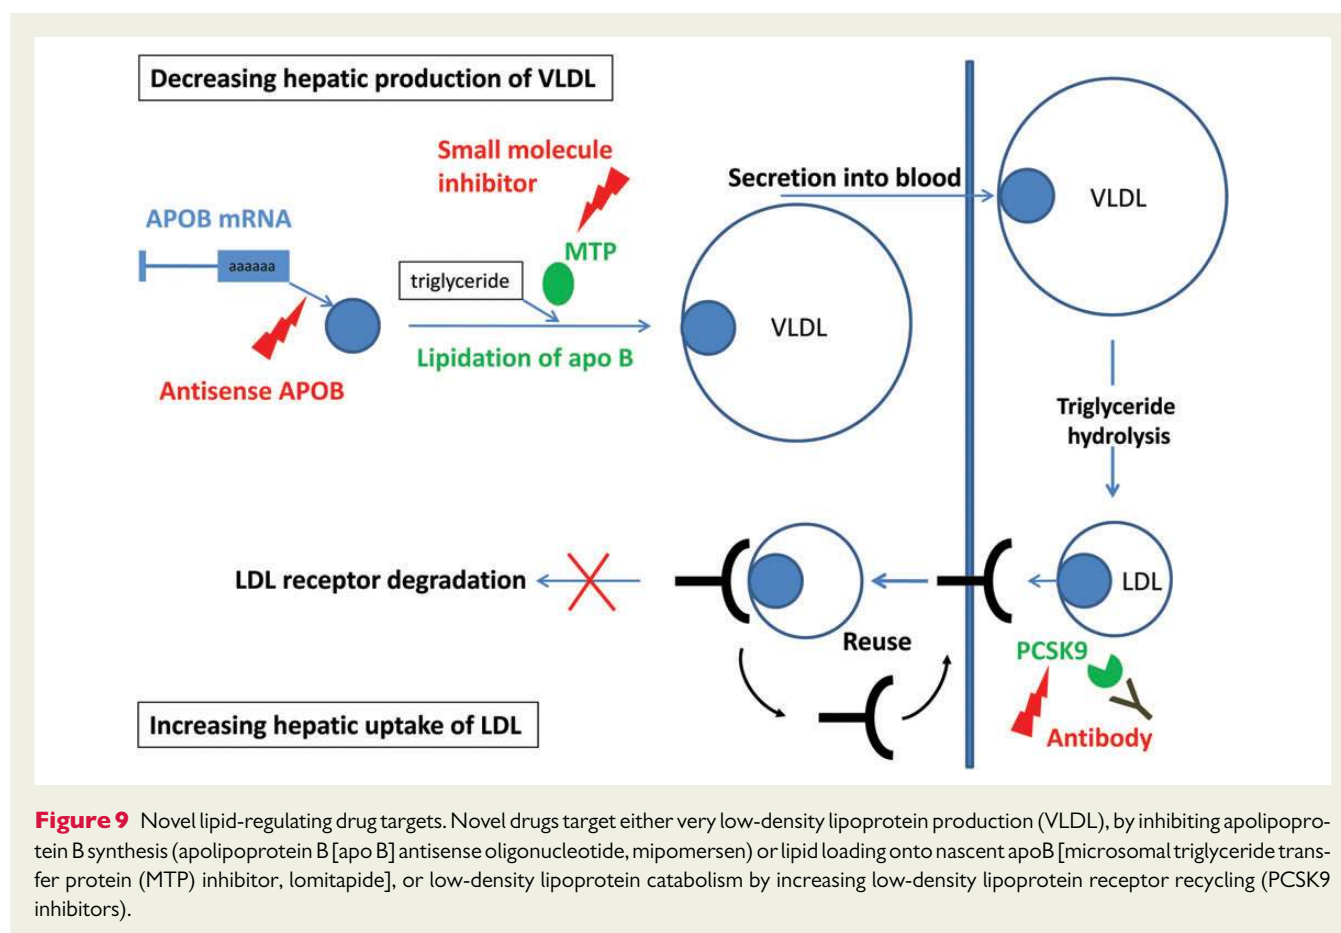 Decreasing hepatic production of VLDL
Small molecule
inhibitor
Secretion into blood
VLDL
APOB mRNA
aaaaaa
MTP
triglyceride
VLDL
Lipidation of apo B
Antisense APOB
Triglyceride
hydrolysis
LDL receptor degradation
LDL
Reuse
PCSK9
Increasing hepatic uptake of LDL
Antibody
Figure 9 Novel lipid-regulating drug targets. Novel drugs target either very low-density lipoprotein production (VLDL), by inhibiting apolipopro-
tein B synthesis (apolipoprotein B [apo B] antisense oligonucleotide, mipomersen) or lipid loading onto nascent apoB [microsomal triglyceride trans-
fer protein (MTP) inhibitor, lomitapide], or low-density lipoprotein catabolism by increasing low-density lipoprotein receptor recycling (PCSK9
inhibitors).